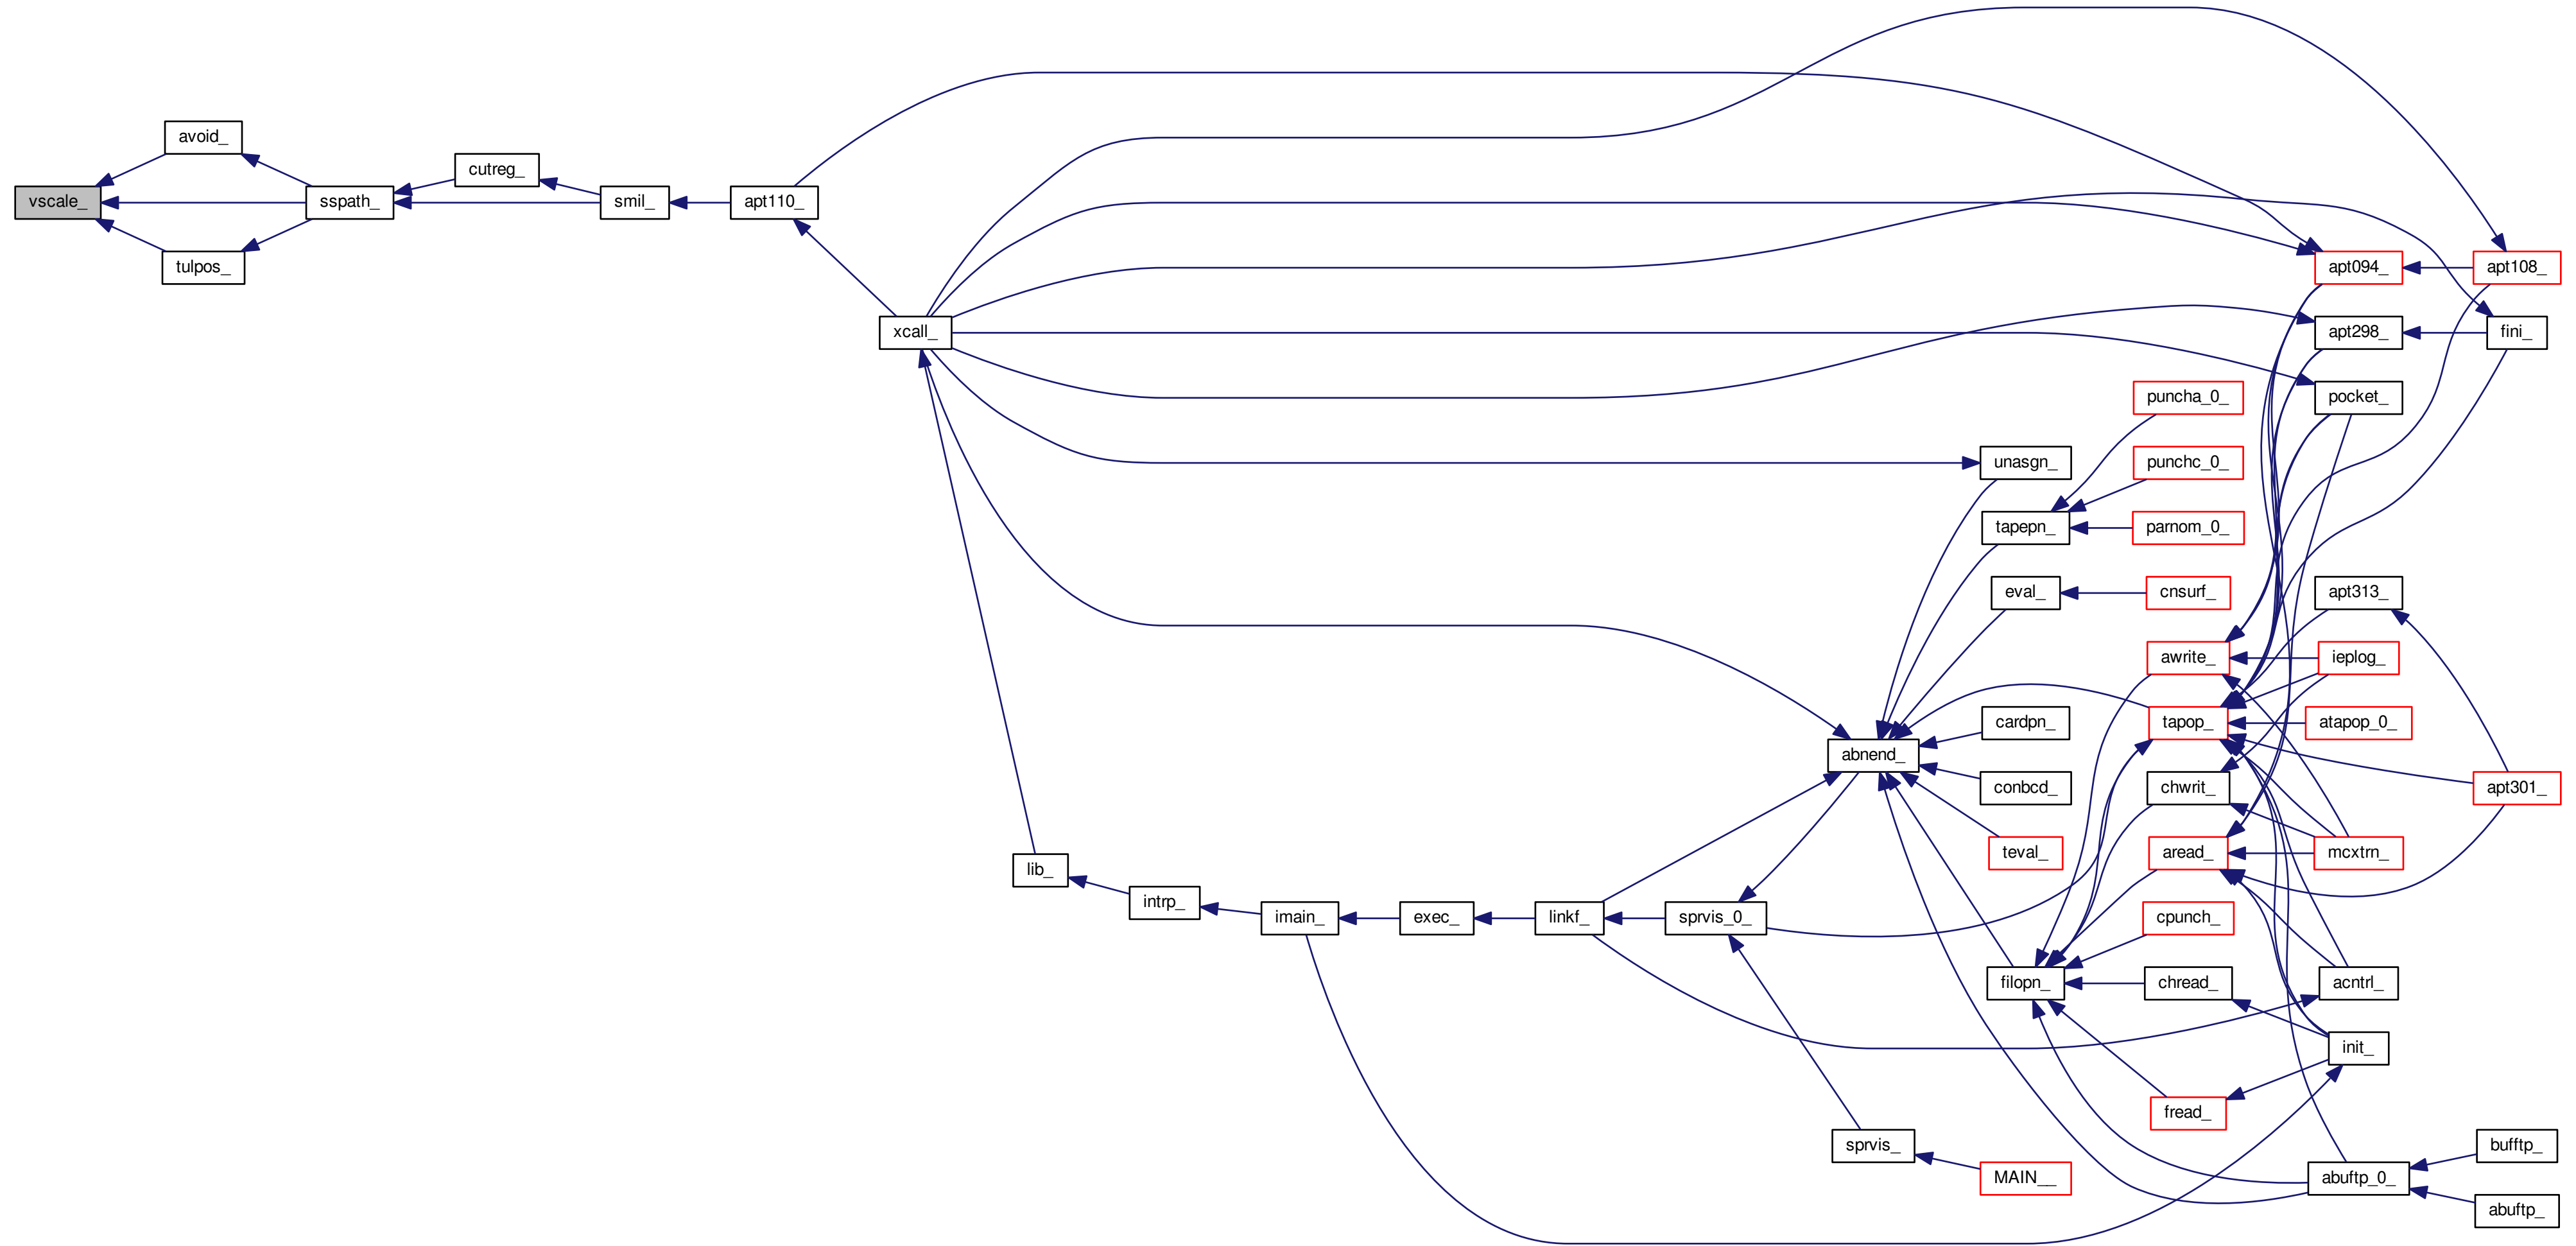 vscale_
avoid_
tulpos_
sspath_
cutreg_
smil_
apt110_
xcall_
lib_
intrp_
imain_
exec_
linkf_
sprvis_0_
abnend_
sprvis_
unasgn_
tapepn_
eval_
cardpn_
conbcd_
teval_
filopn_
MAIN__
puncha_0_
punchc_0_
parnom_0_
cnsurf_
awrite_
tapop_
chwrit_
aread_
cpunch_
chread_
fread_
apt094_
apt298_
pocket_
apt313_
ieplog_
atapop_0_
mcxtrn_
acntrl_
init_
abuftp_0_
apt108_
fini_
apt301_
bufftp_
abuftp_